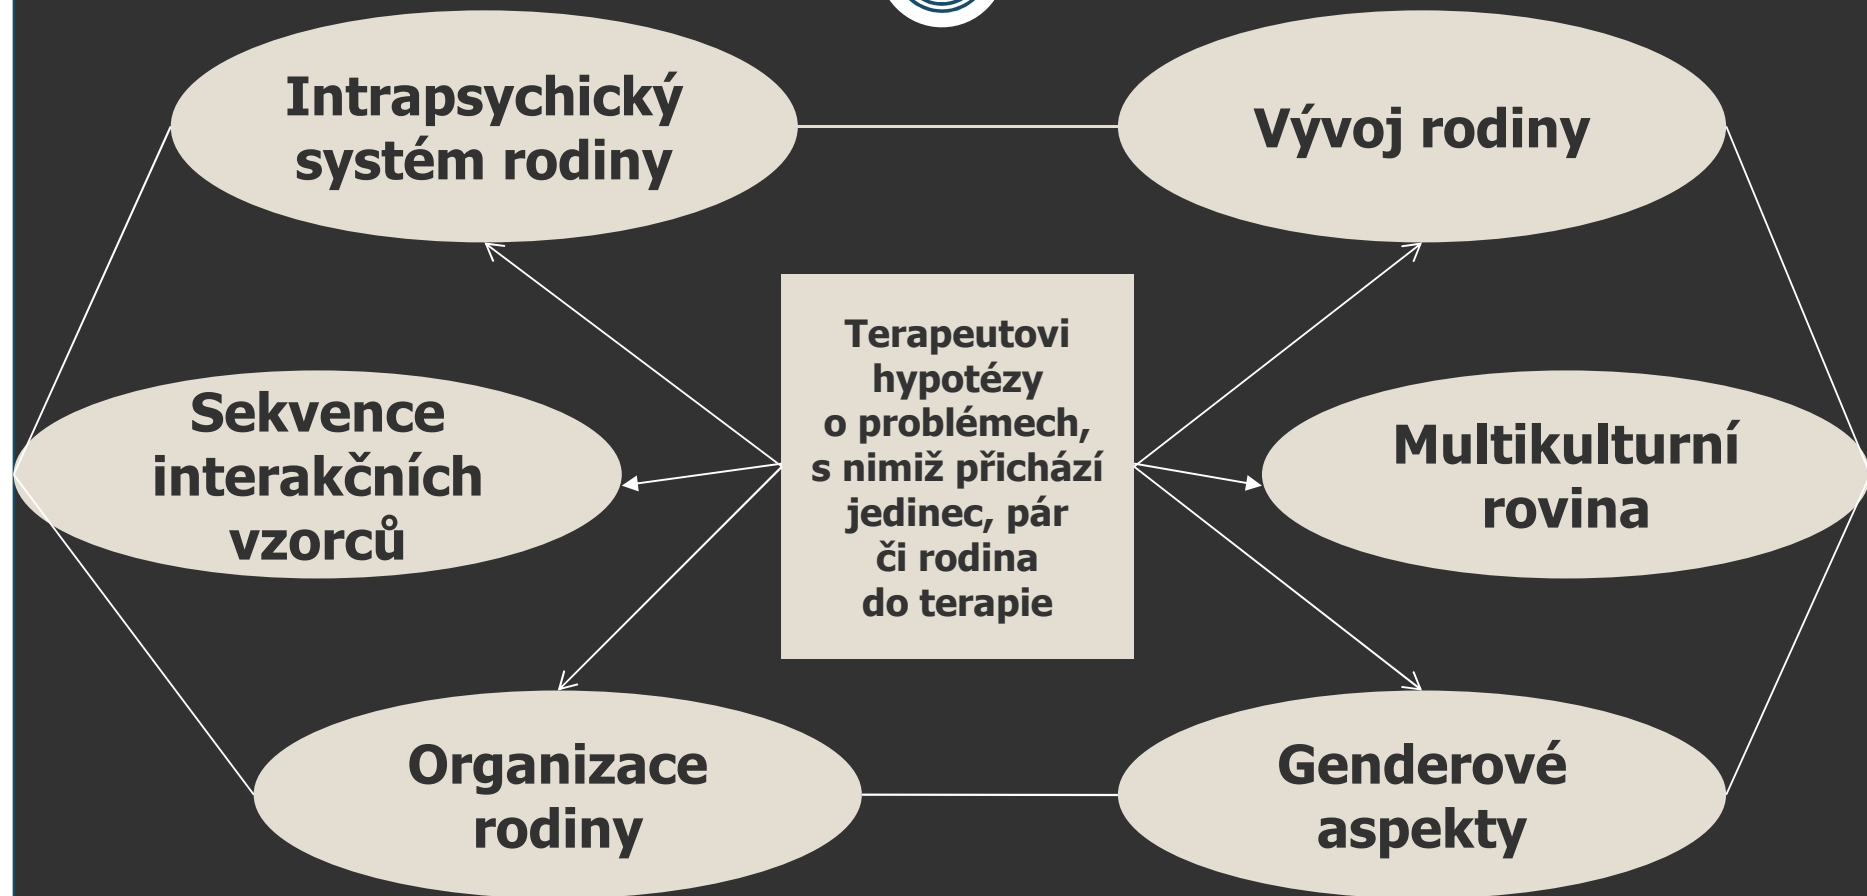 Intrapsychický
systém rodiny
Vývoj rodiny
Terapeutovi
hypotézy
o problémech,
s nimiž přichází
jedinec, pár
či rodina
do terapie
Sekvence
interakčních
vzorců
Multikulturní
rovina
Organizace
rodiny
Genderové
aspekty